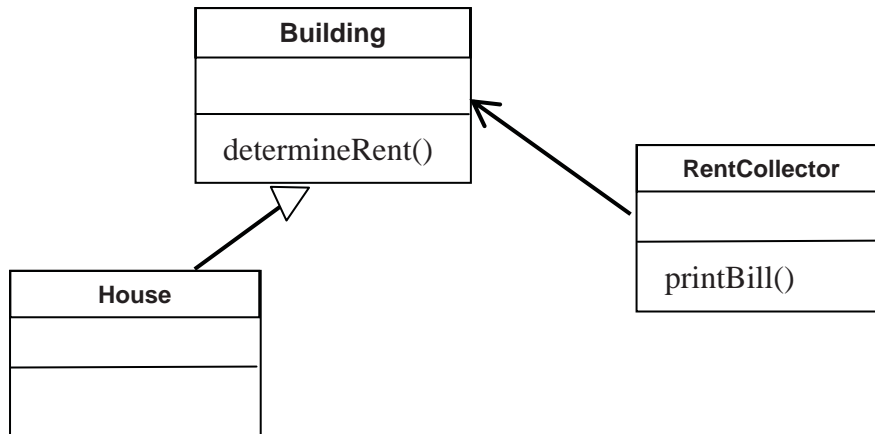 Building
determineRent()
RentCollector
printBill()
House